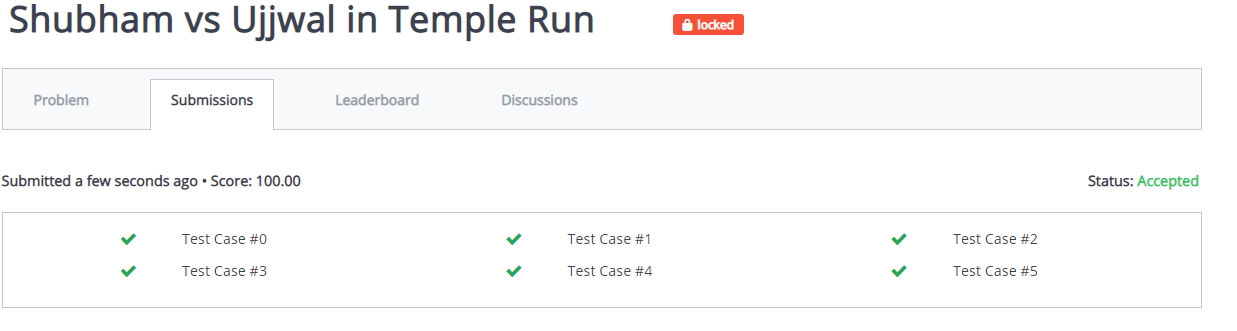 Shubham vs Ujjwal in Temple Run locked
Problem Submissions Leaderboard Discussions
Submitted a few seconds ago • Score: 100.00 Status: Accepted
Test Case #0 Test Case #1 Test Case #2
Test Case #3 Test Case #4 Test Case #5